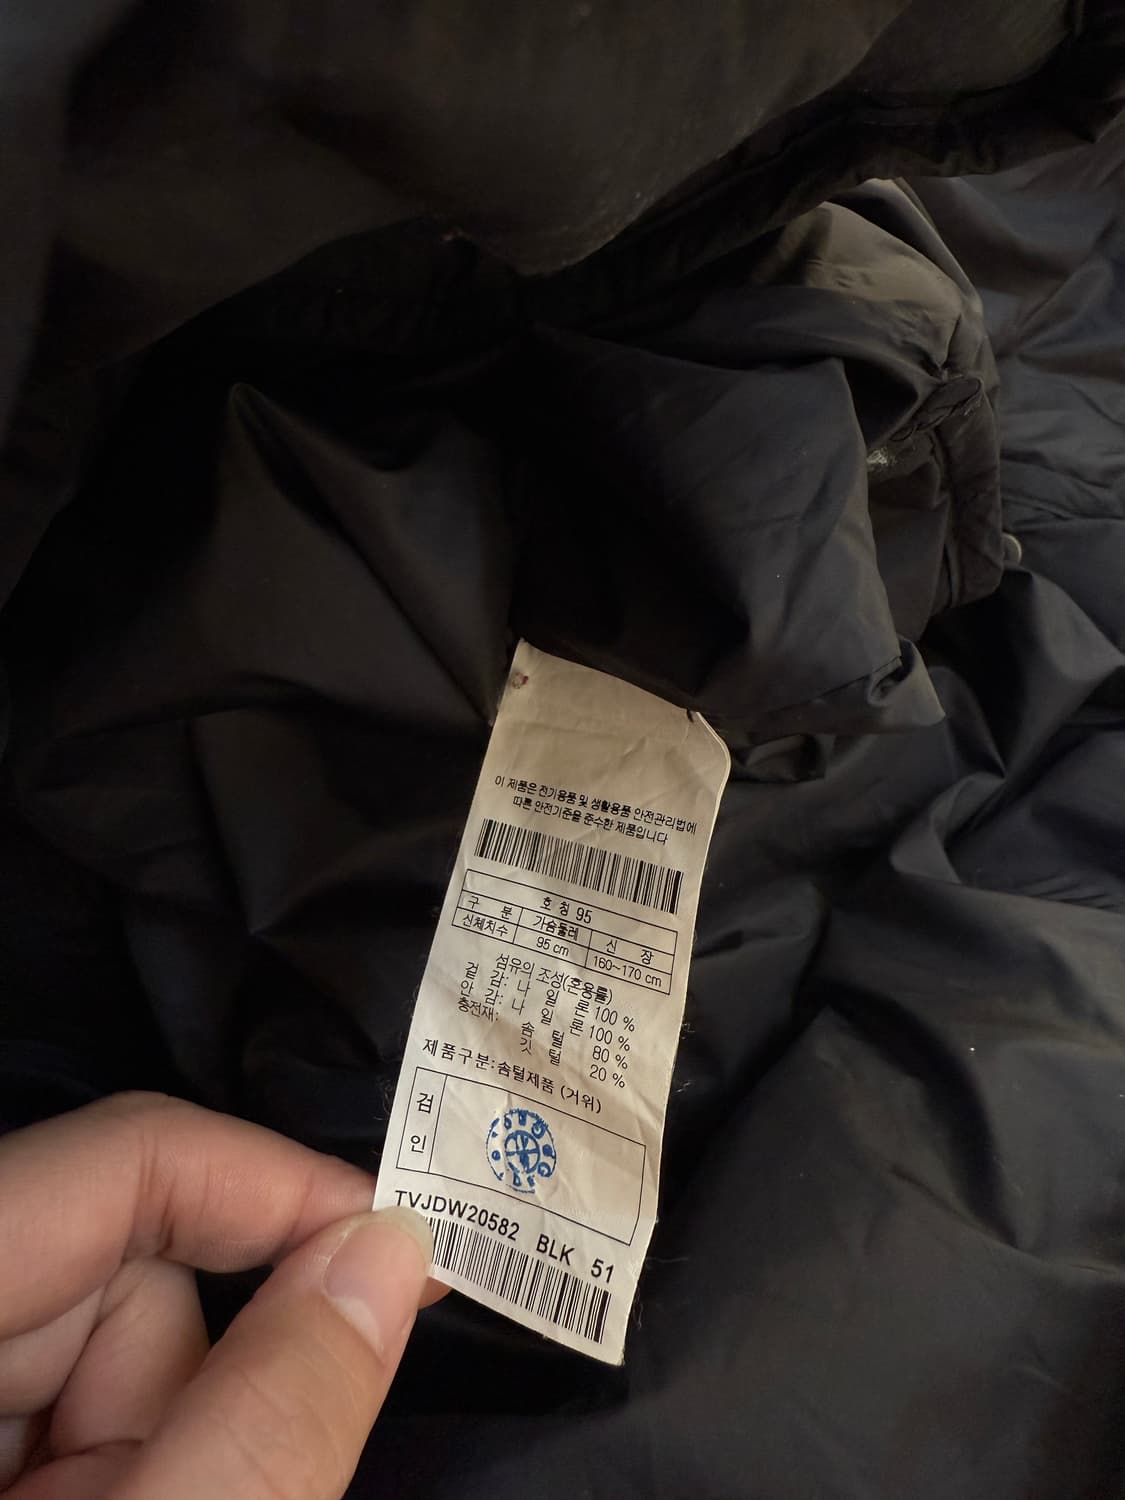 이 제품은 전기용품 및 생활용품 안전관리법에
따른 안전기준을 준수한 제품입니다
호 칭 95
구 분 가슴둘레 신 장
신체치수 95 cm 160~170 cm
섬유의 조성(혼용률)
겉 감: 나 일 론 100 %
안 감: 나 일 론 100 %
충전재: 솜 털 80 %
깃 털 20 %
제품구분:솜털제품 (거위)
검
인
TVJDW20582 BLK 51